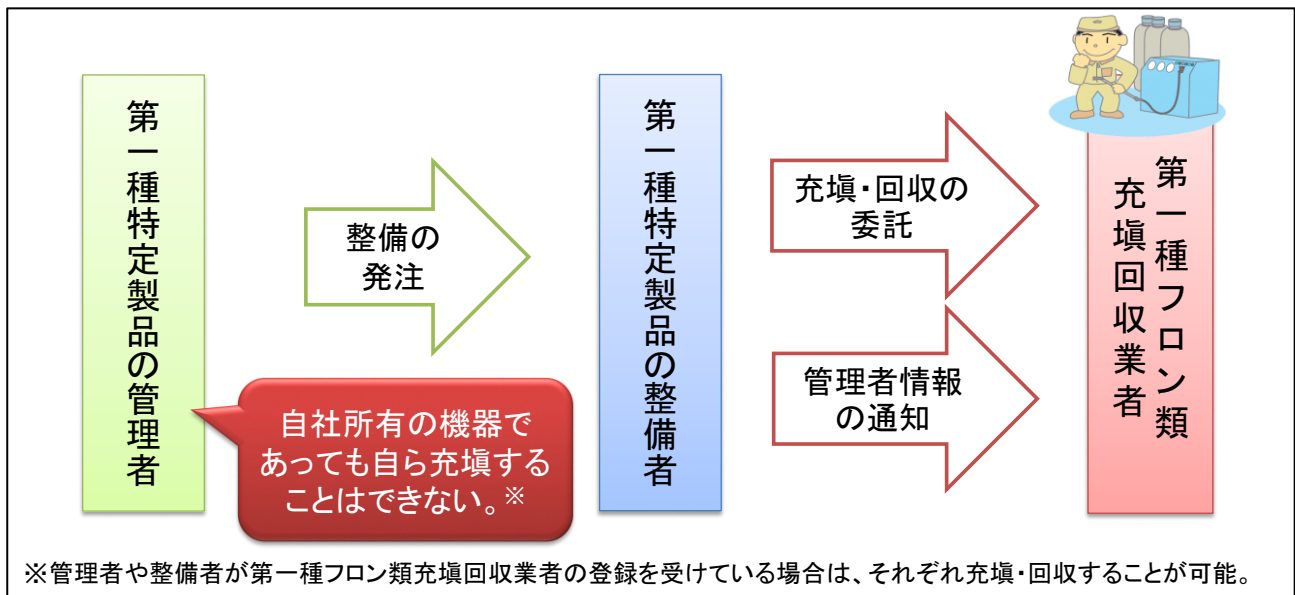 第一種特定製品の管理者
整備の
発注
自社所有の機器で
あっても自ら充塡する
ことはできない。※
第一種特定製品の整備者
充塡・回収の
委託
管理者情報
の通知
第一種フロン類
充塡回収業者
※管理者や整備者が第一種フロン類充塡回収業者の登録を受けている場合は、それぞれ充塡・回収することが可能。